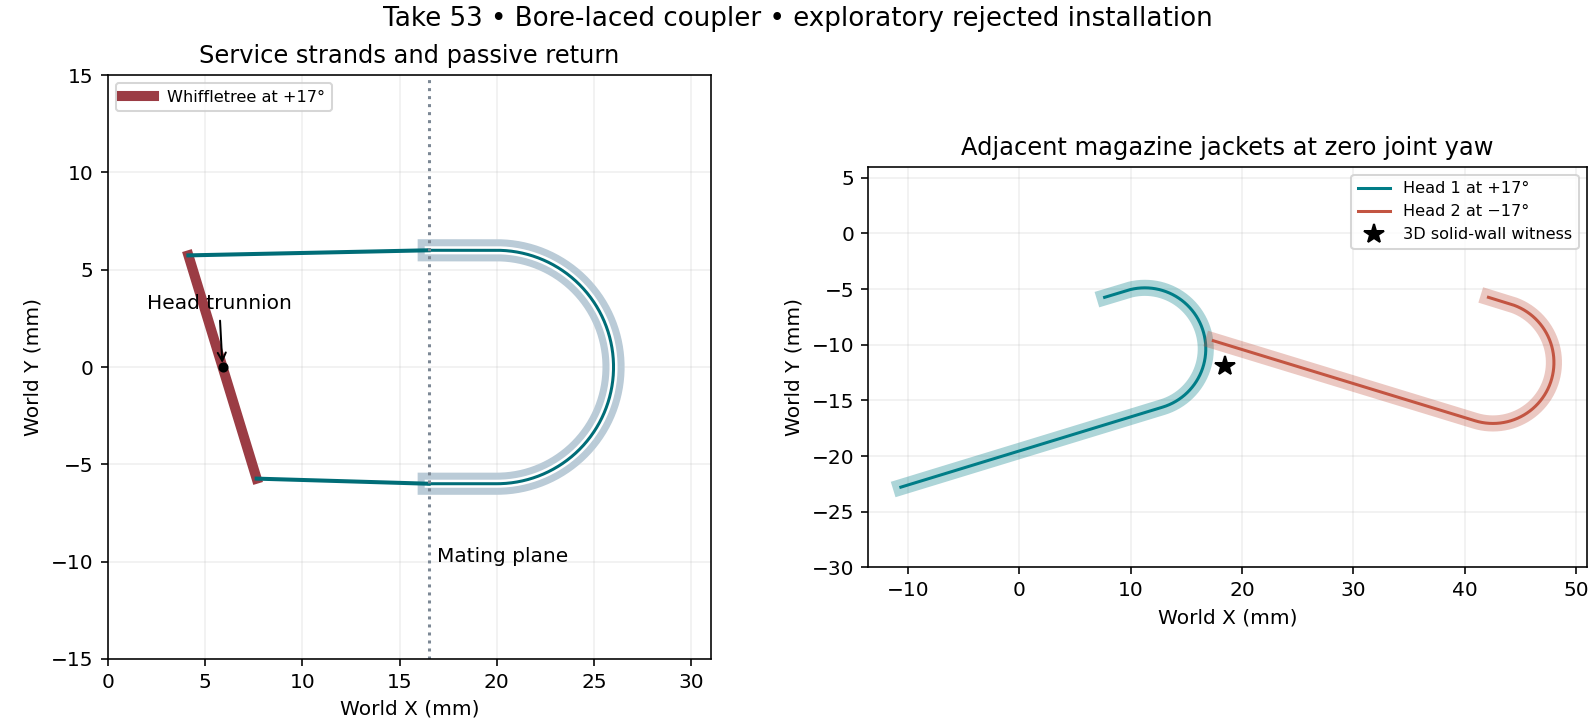 Take 53 • Bore-laced coupler • exploratory rejected installation
Service strands and passive return
Whiffletree at +17°
Head trunnion
Mating plane
15
10
5
0
−5
−10
−15
0
5
10
15
20
25
30
World X (mm)
World Y (mm)
Adjacent magazine jackets at zero joint yaw
Head 1 at +17°
Head 2 at −17°
3D solid-wall witness
5
0
−5
−10
−15
−20
−25
−30
−10
0
10
20
30
40
50
World X (mm)
World Y (mm)